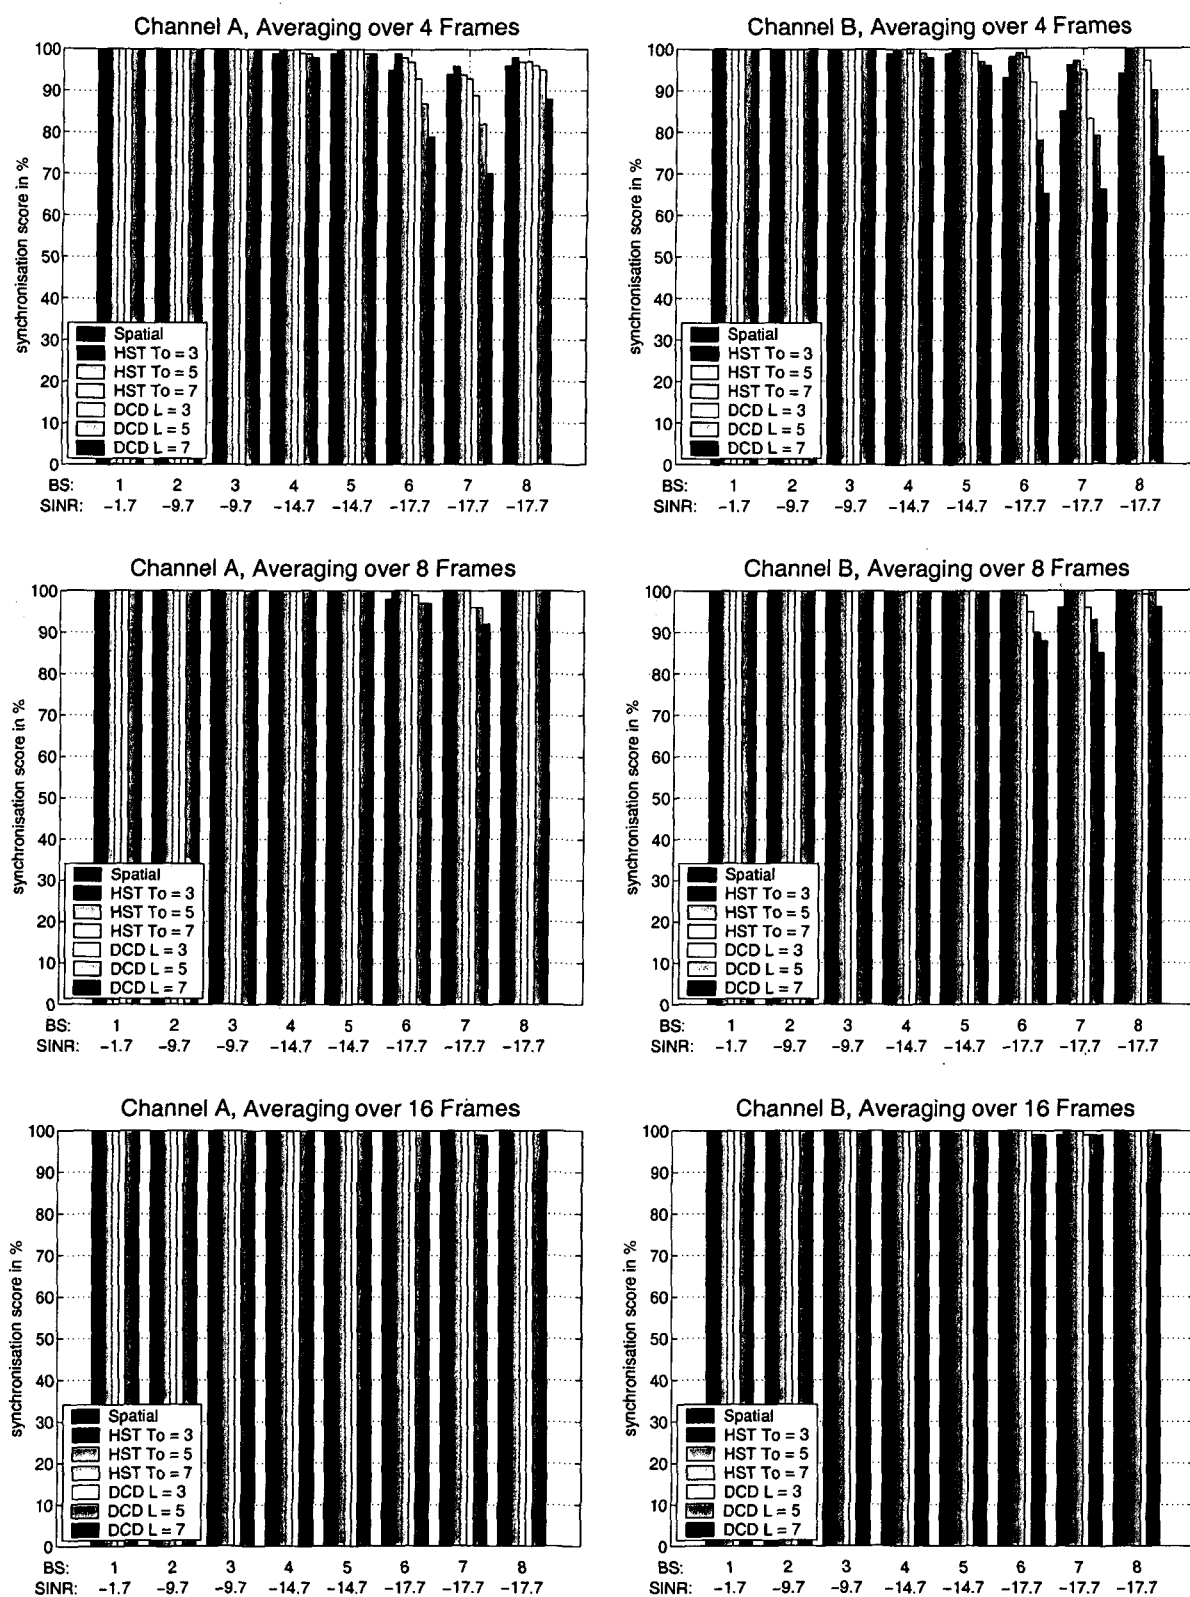 Channel A, Averaging over 4 Frames
synchronisation score in %
100
90
80
70
60
50
40
30
20
10
0
Spatial
HST To = 3
HST To = 5
HST To = 7
DCD L = 3
DCD L = 5
DCD L = 7
BS: 1 2 3 4 5 6 7 8
SINR: -1.7 -9.7 -9.7 -14.7 -14.7 -17.7 -17.7 -17.7
Channel B, Averaging over 4 Frames
synchronisation score in %
100
90
80
70
60
50
40
30
20
10
0
Spatial
HST To = 3
HST To = 5
HST To = 7
DCD L = 3
DCD L = 5
DCD L = 7
BS: 1 2 3 4 5 6 7 8
SINR: -1.7 -9.7 -9.7 -14.7 -14.7 -17.7 -17.7 -17.7
Channel A, Averaging over 8 Frames
synchronisation score in %
100
90
80
70
60
50
40
30
20
10
0
Spatial
HST To = 3
HST To = 5
HST To = 7
DCD L = 3
DCD L = 5
DCD L = 7
BS: 1 2 3 4 5 6 7 8
SINR: -1.7 -9.7 -9.7 -14.7 -14.7 -17.7 -17.7 -17.7
Channel B, Averaging over 8 Frames
synchronisation score in %
100
90
80
70
60
50
40
30
20
10
0
Spatial
HST To = 3
HST To = 5
HST To = 7
DCD L = 3
DCD L = 5
DCD L = 7
BS: 1 2 3 4 5 6 7 8
SINR: -1.7 -9.7 -9.7 -14.7 -14.7 -17.7 -17.7 -17.7
Channel A, Averaging over 16 Frames
synchronisation score in %
100
90
80
70
60
50
40
30
20
10
0
Spatial
HST To = 3
HST To = 5
HST To = 7
DCD L = 3
DCD L = 5
DCD L = 7
BS: 1 2 3 4 5 6 7 8
SINR: -1.7 -9.7 -9.7 -14.7 -14.7 -17.7 -17.7 -17.7
Channel B, Averaging over 16 Frames
synchronisation score in %
100
90
80
70
60
50
40
30
20
10
0
Spatial
HST To = 3
HST To = 5
HST To = 7
DCD L = 3
DCD L = 5
DCD L = 7
BS: 1 2 3 4 5 6 7 8
SINR: -1.7 -9.7 -9.7 -14.7 -14.7 -17.7 -17.7 -17.7